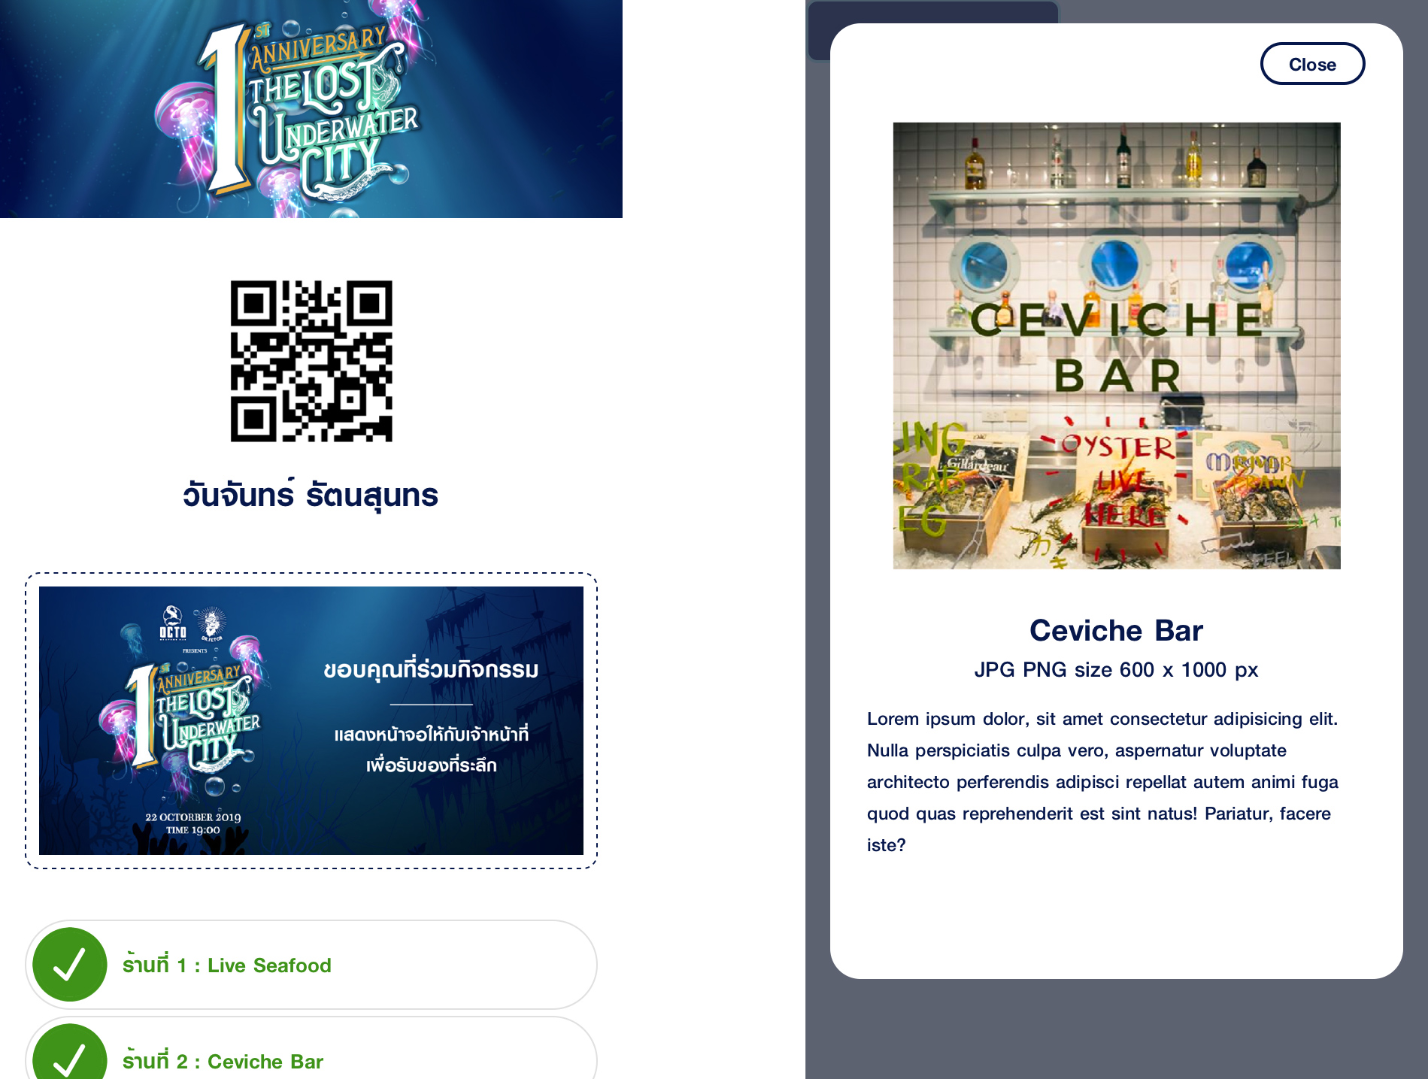 1ST
ANNIVERSARY
THE LOST
UNDERWATER
CITY
วันจันทร์ รัตนสุนทร
OCTO
DR.FETCH
PRESENTS
1ST
ANNIVERSARY
THE LOST
UNDERWATER
CITY
22 OCTORBER 2019
TIME 19:00
ขอบคุณที่ร่วมกิจกรรม
แสดงหน้าจอให้กับเจ้าหน้าที่
เพื่อรับของที่ระลึก
ร้านที่ 1 : Live Seafood
ร้านที่ 2 : Ceviche Bar
Close
CEVICHE
BAR
Gillardeau
OYSTER
LIVE
HERE
かき
Ceviche Bar
JPG PNG size 600 x 1000 px
Lorem ipsum dolor, sit amet consectetur adipisicing elit.
Nulla perspiciatis culpa vero, aspernatur voluptate
architecto perferendis adipisci repellat autem animi fuga
quod quas reprehenderit est sint natus! Pariatur, facere
iste?